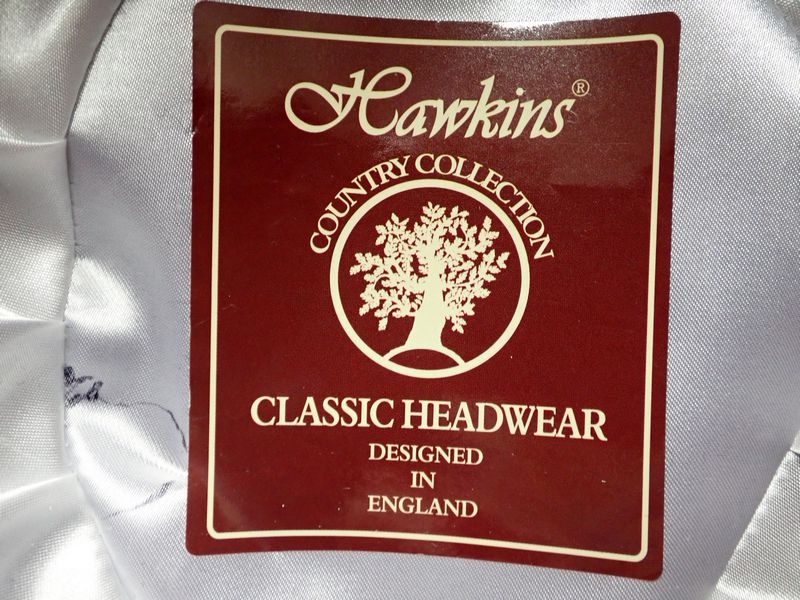 Hawkins®
COUNTRY COLLECTION
CLASSIC HEADWEAR
DESIGNED
IN
ENGLAND